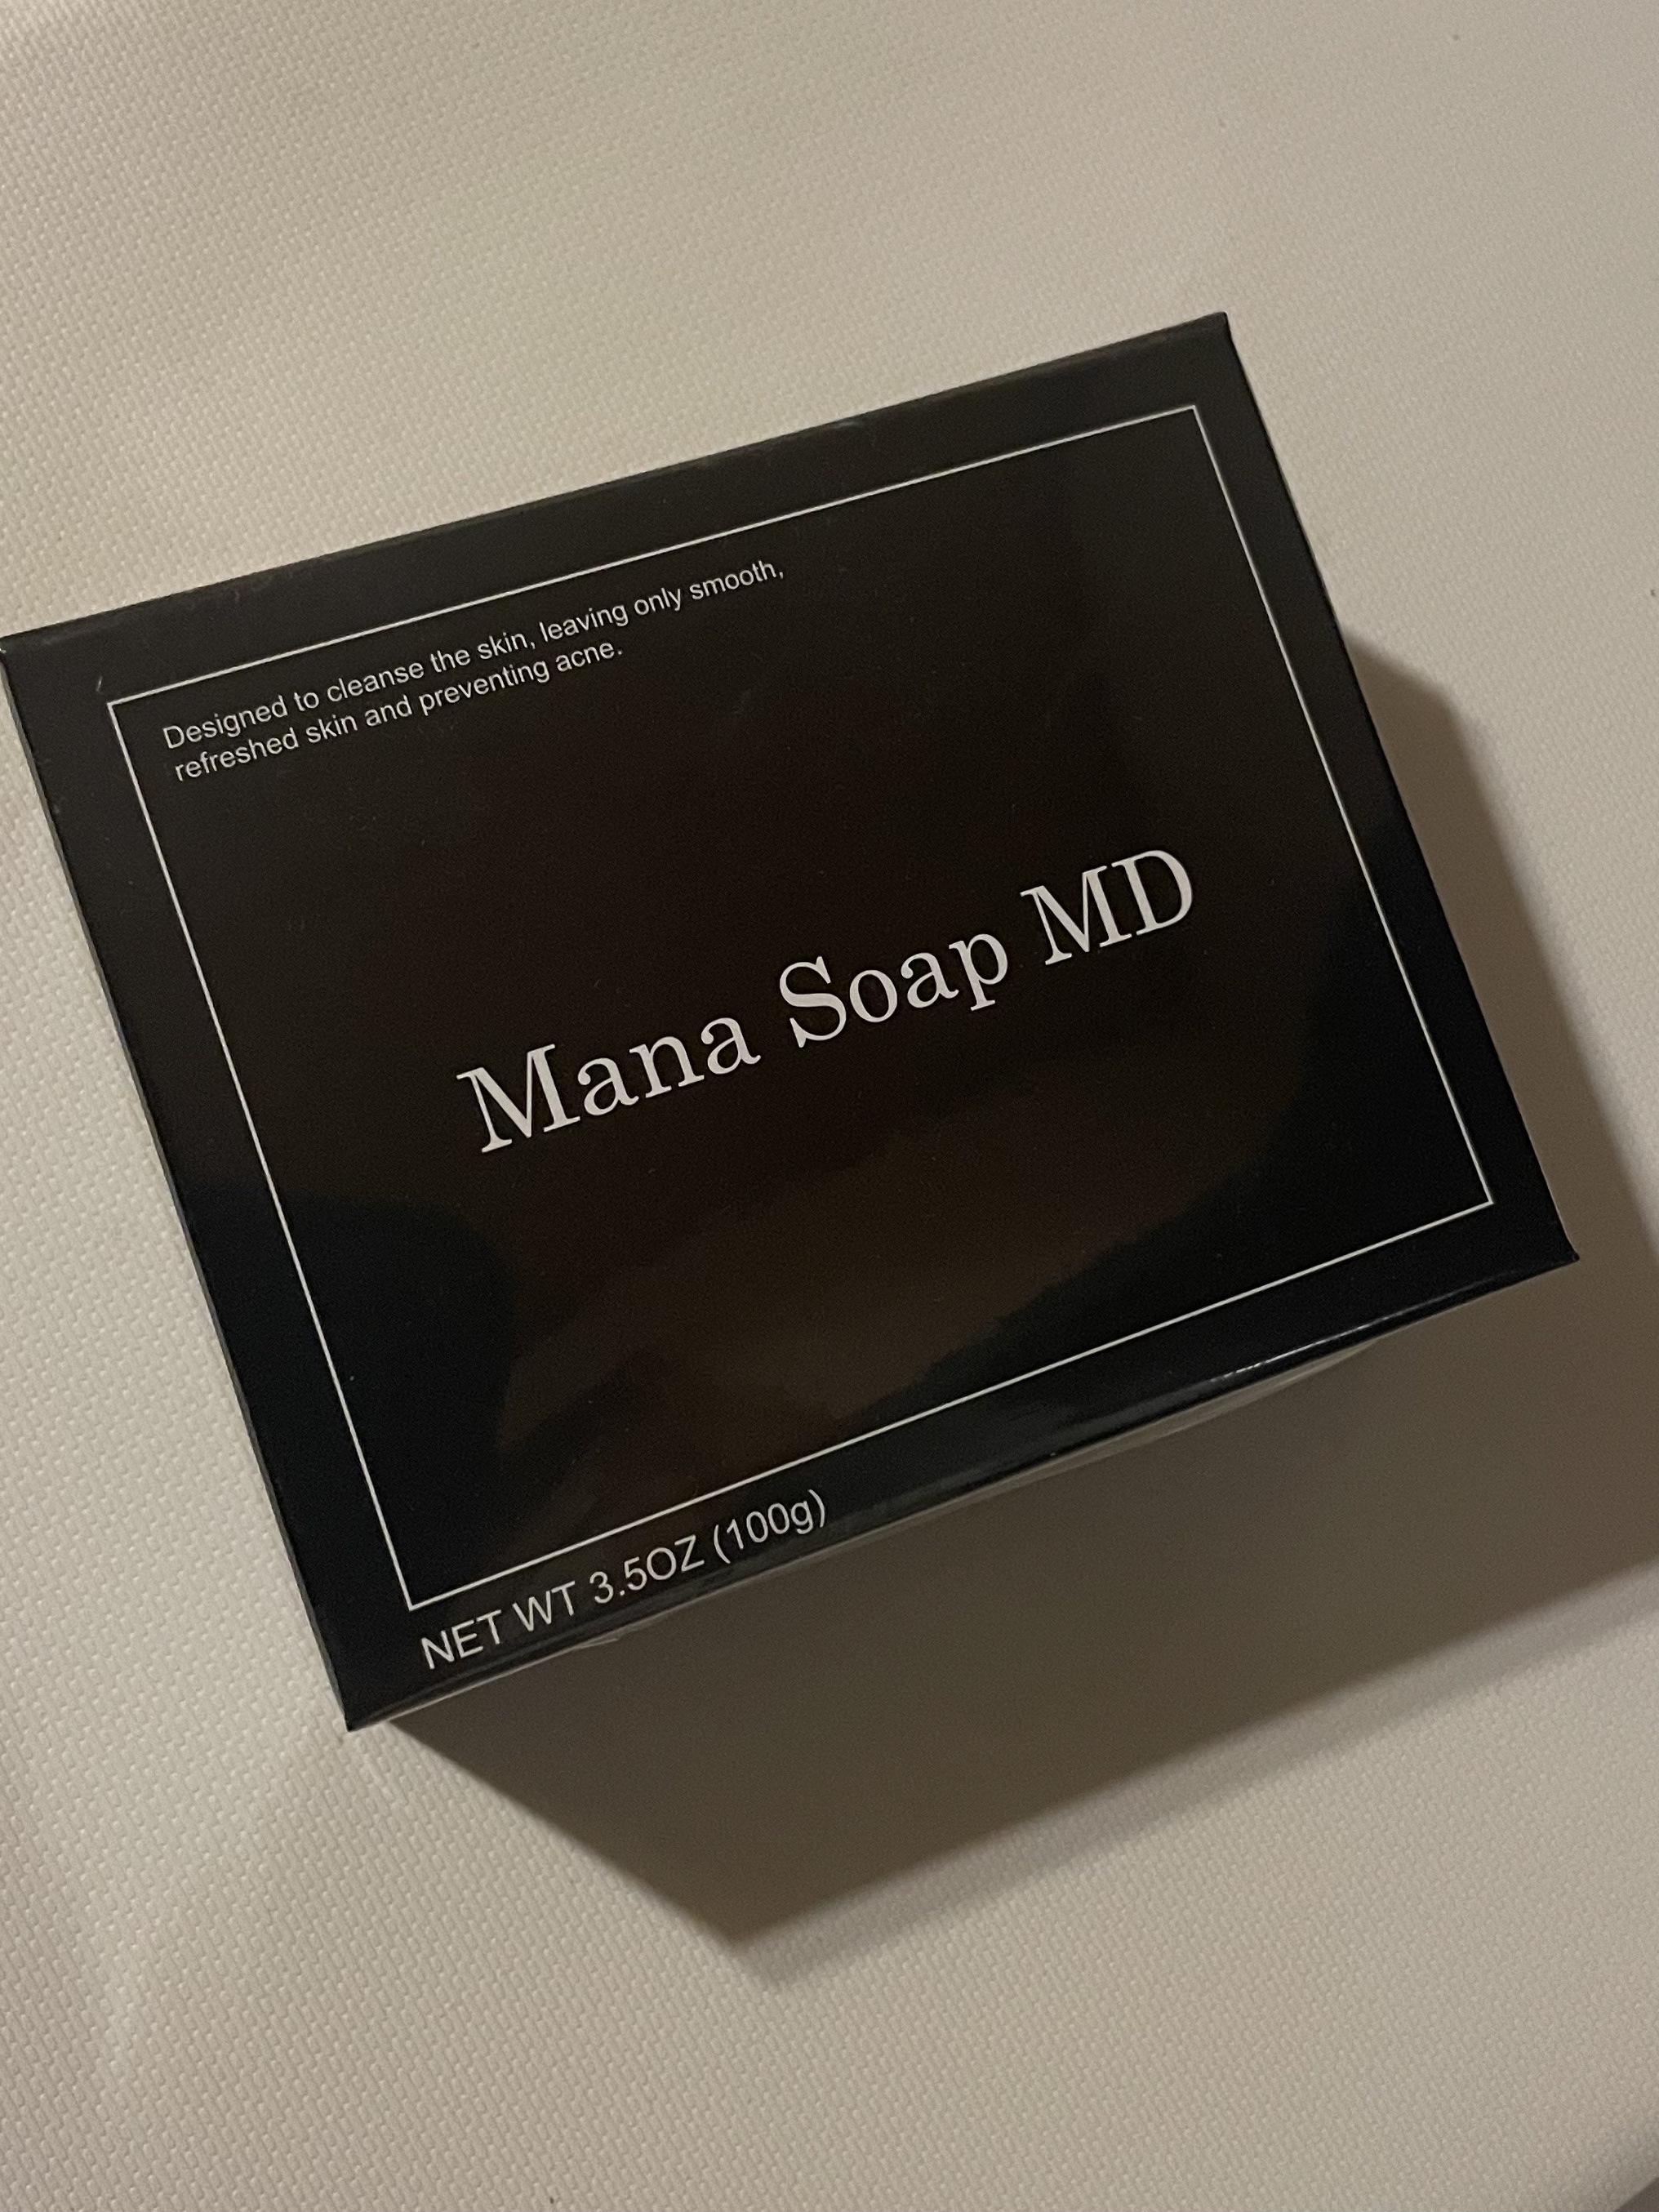 Designed to cleanse the skin, leaving only smooth,
refreshed skin and preventing acne.
Mana Soap MD
NET WT 3.5OZ (100g)